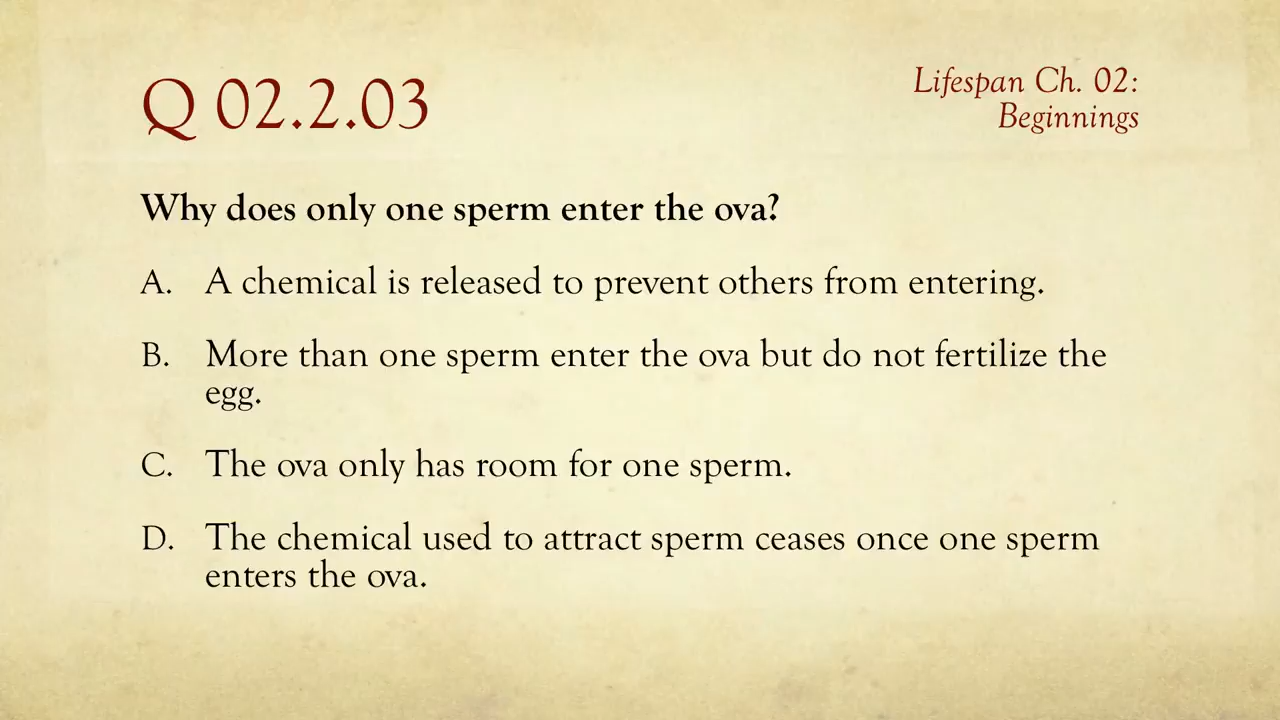 Q 02.2.03
Lifespan Ch. 02:
Beginnings
Why does only one sperm enter the ova?
A. A chemical is released to prevent others from entering.
B. More than one sperm enter the ova but do not fertilize the
egg.
C. The ova only has room for one sperm.
D. The chemical used to attract sperm ceases once one sperm
enters the ova.